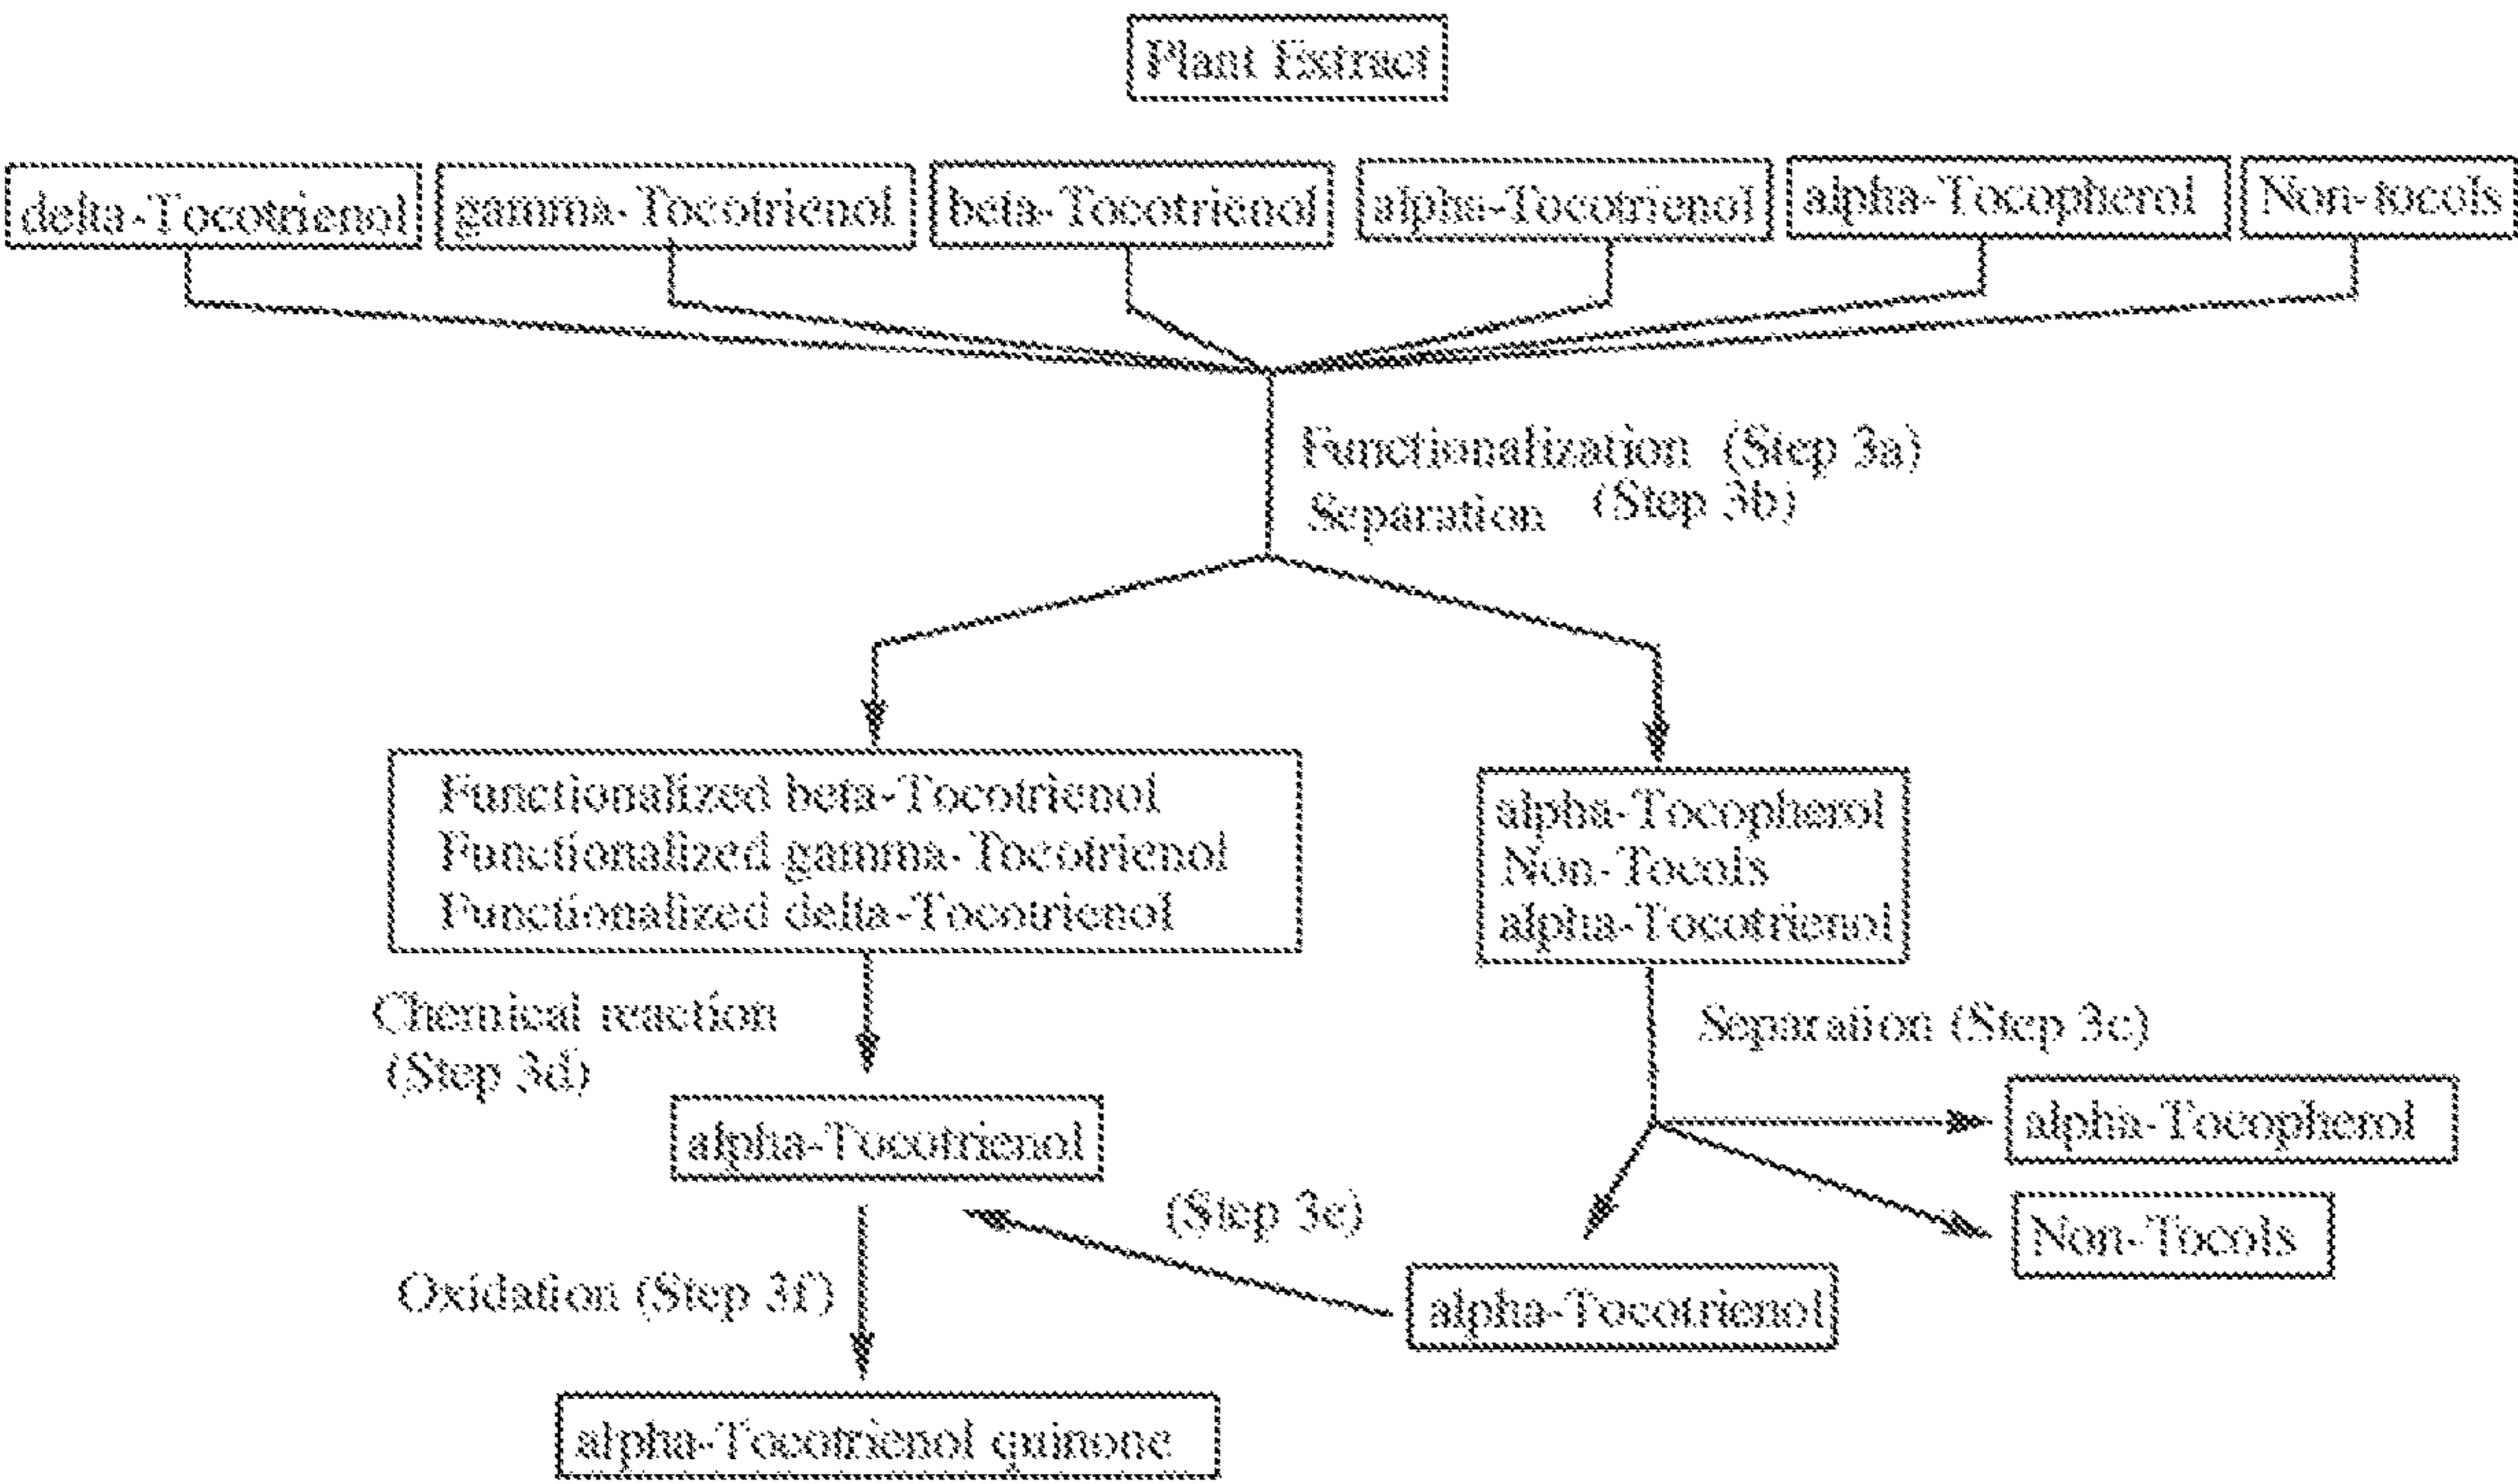 Plant Extract
delta-Tocotrienol
gamma-Tocotrienol
beta-Tocotrienol
alpha-Tocotrienol
alpha-Tocopherol
Non-tocols
Functionalization (Step 3a)
Separation (Step 3b)
Functionalized beta-Tocotrienol
Functionalized gamma-Tocotrienol
Functionalized delta-Tocotrienol
alpha-Tocopherol
Non-Tocols
alpha-Tocotrienol
Chemical reaction
(Step 3d)
Separation (Step 3c)
alpha-Tocotrienol
alpha-Tocopherol
(Step 3e)
Non-Tocols
Oxidation (Step 3f)
alpha-Tocotrienol
alpha-Tocotrienol quinone